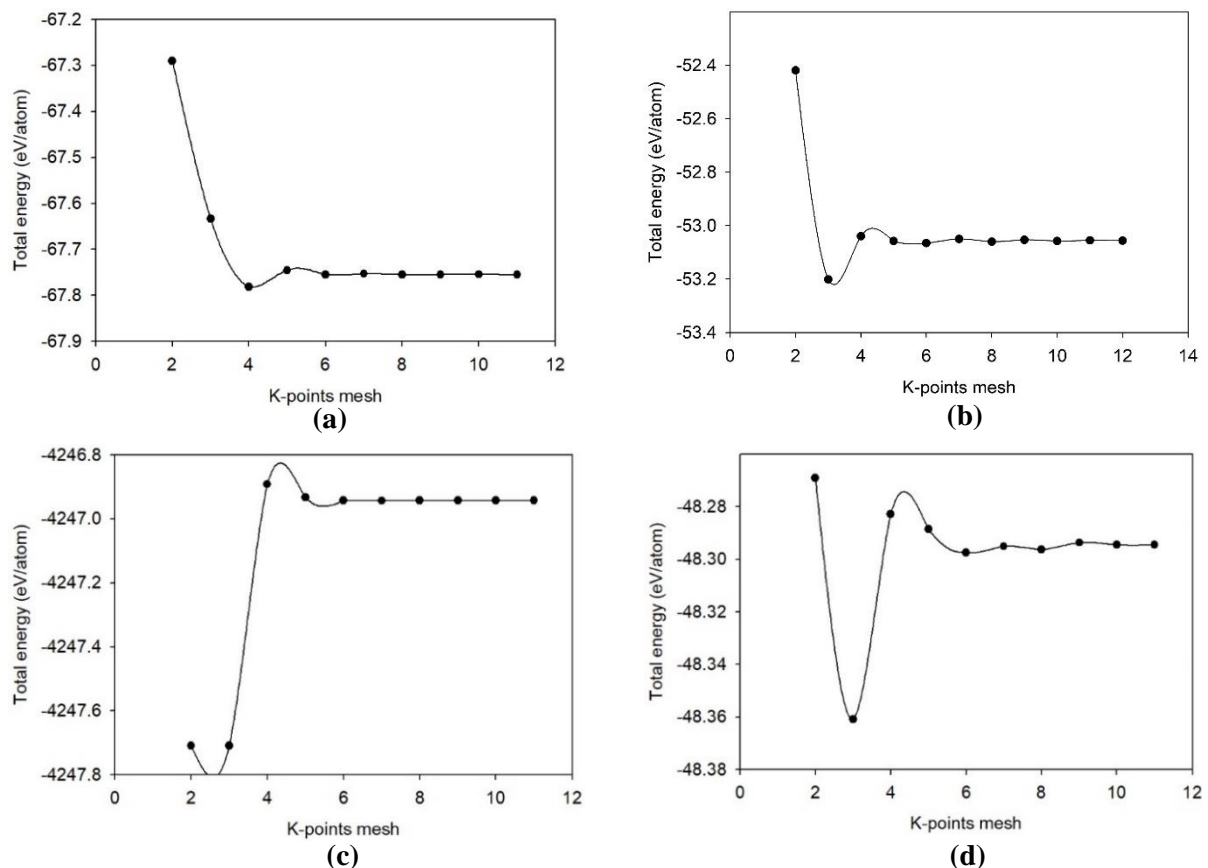 Total energy (eV/atom)
-67.2
-67.3
-67.4
-67.5
-67.6
-67.7
-67.8
-67.9
0 2 4 6 8 10 12
K-points mesh
(a)
Total energy (eV/atom)
-52.4
-52.6
-52.8
-53.0
-53.2
-53.4
0 2 4 6 8 10 12 14
K-points mesh
(b)
Total energy (eV/atom)
-4246.8
-4247.0
-4247.2
-4247.4
-4247.6
-4247.8
0 2 4 6 8 10 12
K-points mesh
(c)
Total energy (eV/atom)
-48.28
-48.30
-48.32
-48.34
-48.36
-48.38
0 2 4 6 8 10 12
K-points mesh
(d)